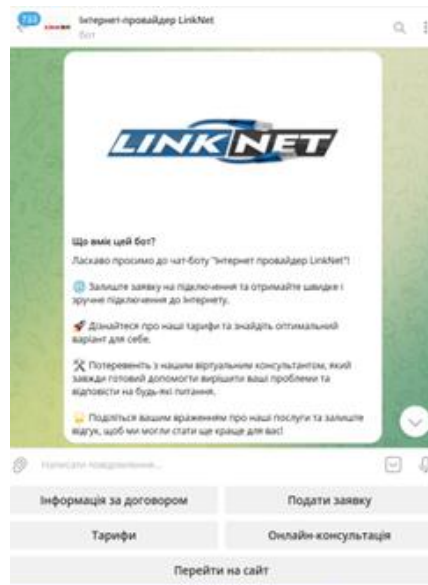 733
Інтернет-провайдер LinkNet
бот
LINK NET
Що вміє цей бот?
Ласкаво просимо до чат-боту "Інтернет провайдер LinkNet"!
Залиште заявку на підключення та отримайте швидке і
зручне підключення до Інтернету.
Дізнайтеся про наші тарифи та знайдіть оптимальний
варіант для себе.
Потеревеніть з нашим віртуальним консультантом, який
завжди готовий допомогти вирішити ваші проблеми та
відповісти на будь-які питання.
Поділіться вашим враженням про наші послуги та залиште
відгук, щоб ми могли стати ще краще для вас!
Написати повідомлення...
Інформація за договором
Подати заявку
Тарифи
Онлайн-консультація
Перейти на сайт